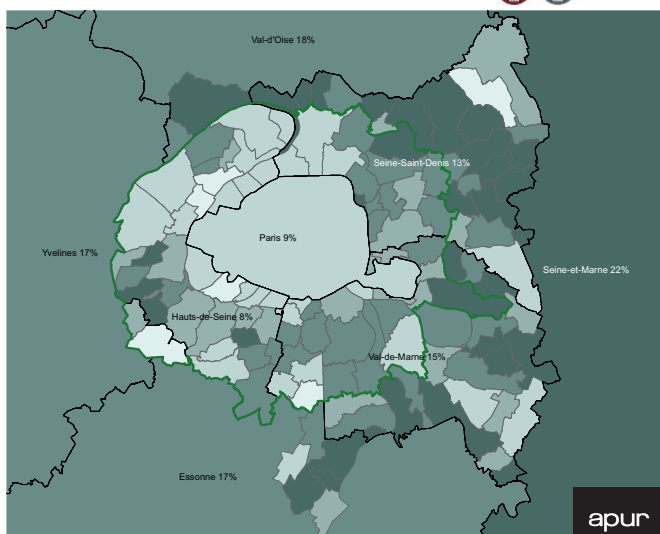 Val-d'Oise 18%
Seine-Saint-Denis 13%
Paris 9%
Yvelines 17%
Seine-et-Marne 22%
Hauts-de-Seine 8%
Val-de-Marne 15%
Essonne 17%
apur